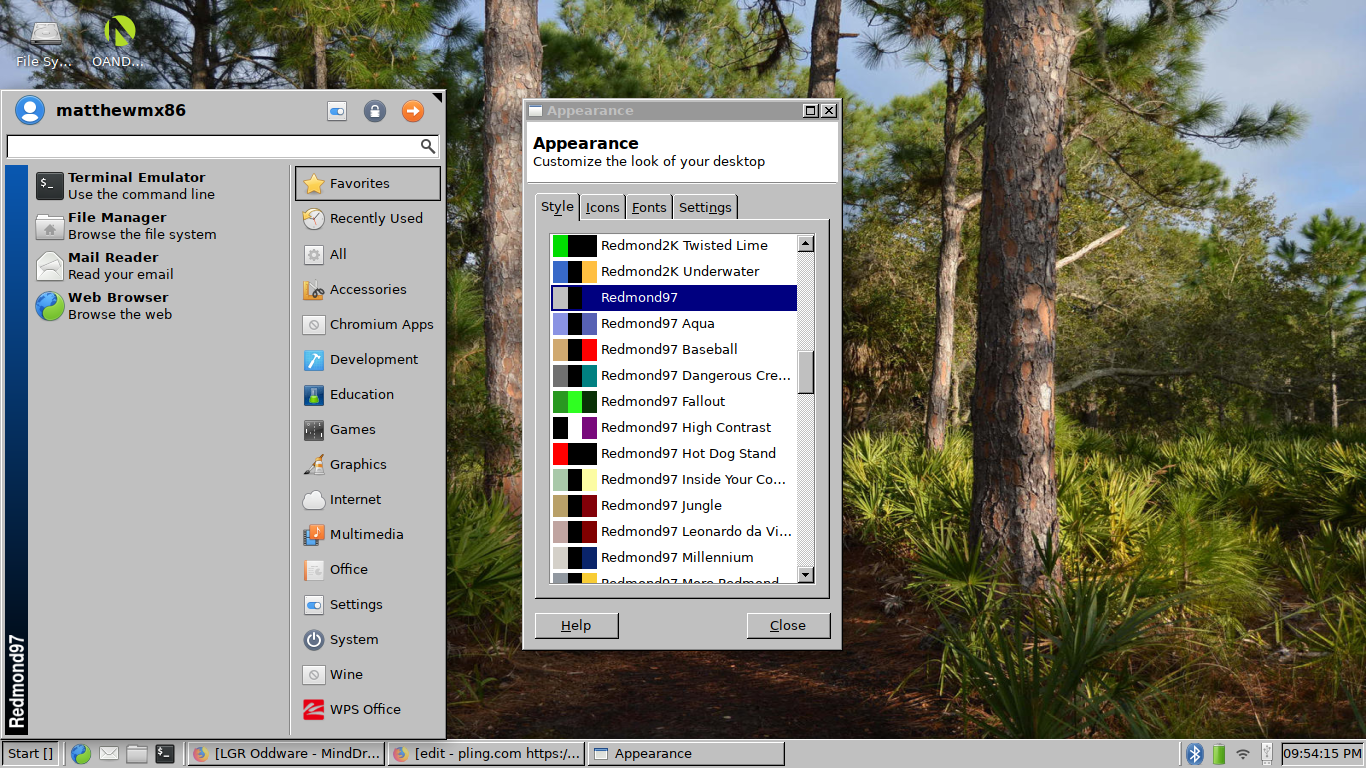 File Sy...
OAND...
matthewmx86
Terminal Emulator
Use the command line
File Manager
Browse the file system
Mail Reader
Read your email
Web Browser
Browse the web
Favorites
Recently Used
All
Accessories
Chromium Apps
Development
Education
Games
Graphics
Internet
Multimedia
Office
Settings
System
Wine
WPS Office
Redmond97
Appearance
Appearance
Customize the look of your desktop
Style Icons Fonts Settings
Redmond2K Twisted Lime
Redmond2K Underwater
Redmond97
Redmond97 Aqua
Redmond97 Baseball
Redmond97 Dangerous Cre...
Redmond97 Fallout
Redmond97 High Contrast
Redmond97 Hot Dog Stand
Redmond97 Inside Your Co...
Redmond97 Jungle
Redmond97 Leonardo da Vi...
Redmond97 Millennium
Redmond97 More Redmond
Help Close
Start [] [LGR Oddware - MindDr... [edit - pling.com https:/... Appearance 09:54:15 PM